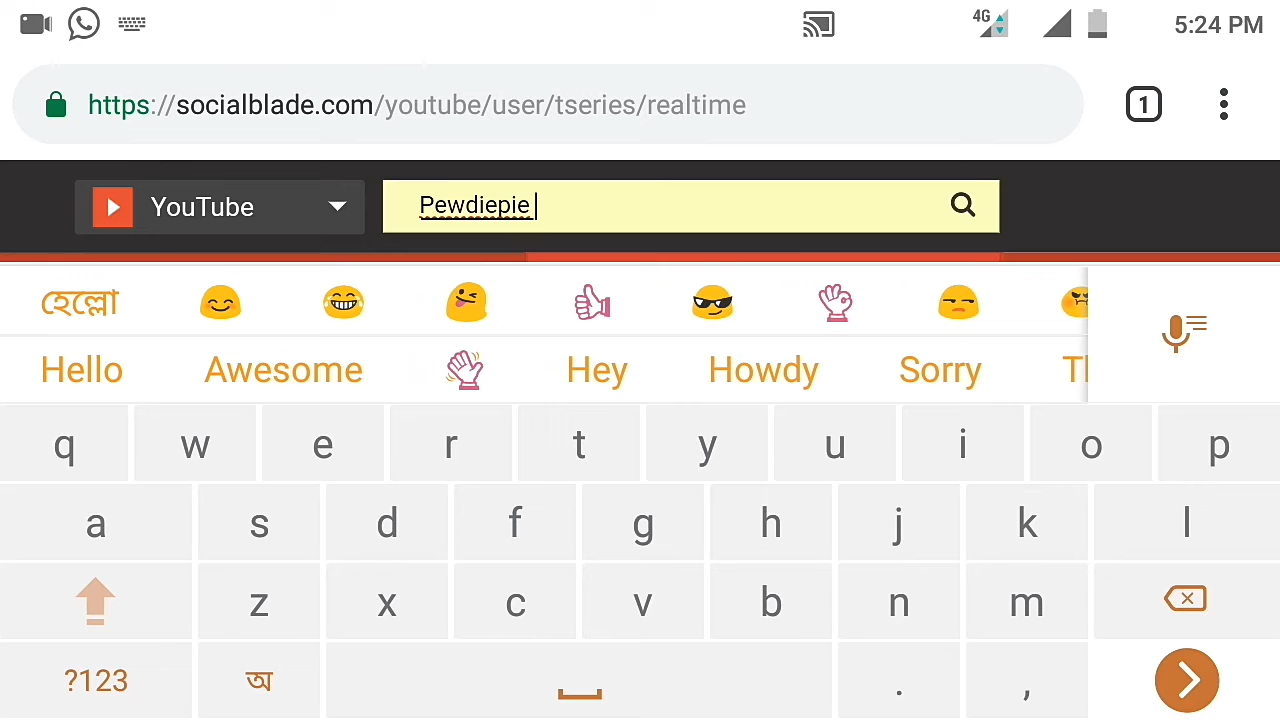 4G 5:24 PM
https://socialblade.com/youtube/user/tseries/realtime 1
YouTube Pewdiepie
হেল্লো
Hello Awesome Hey Howdy Sorry
q w e r t y u i o p
a s d f g h j k l
z x c v b n m
?123 অ . ,